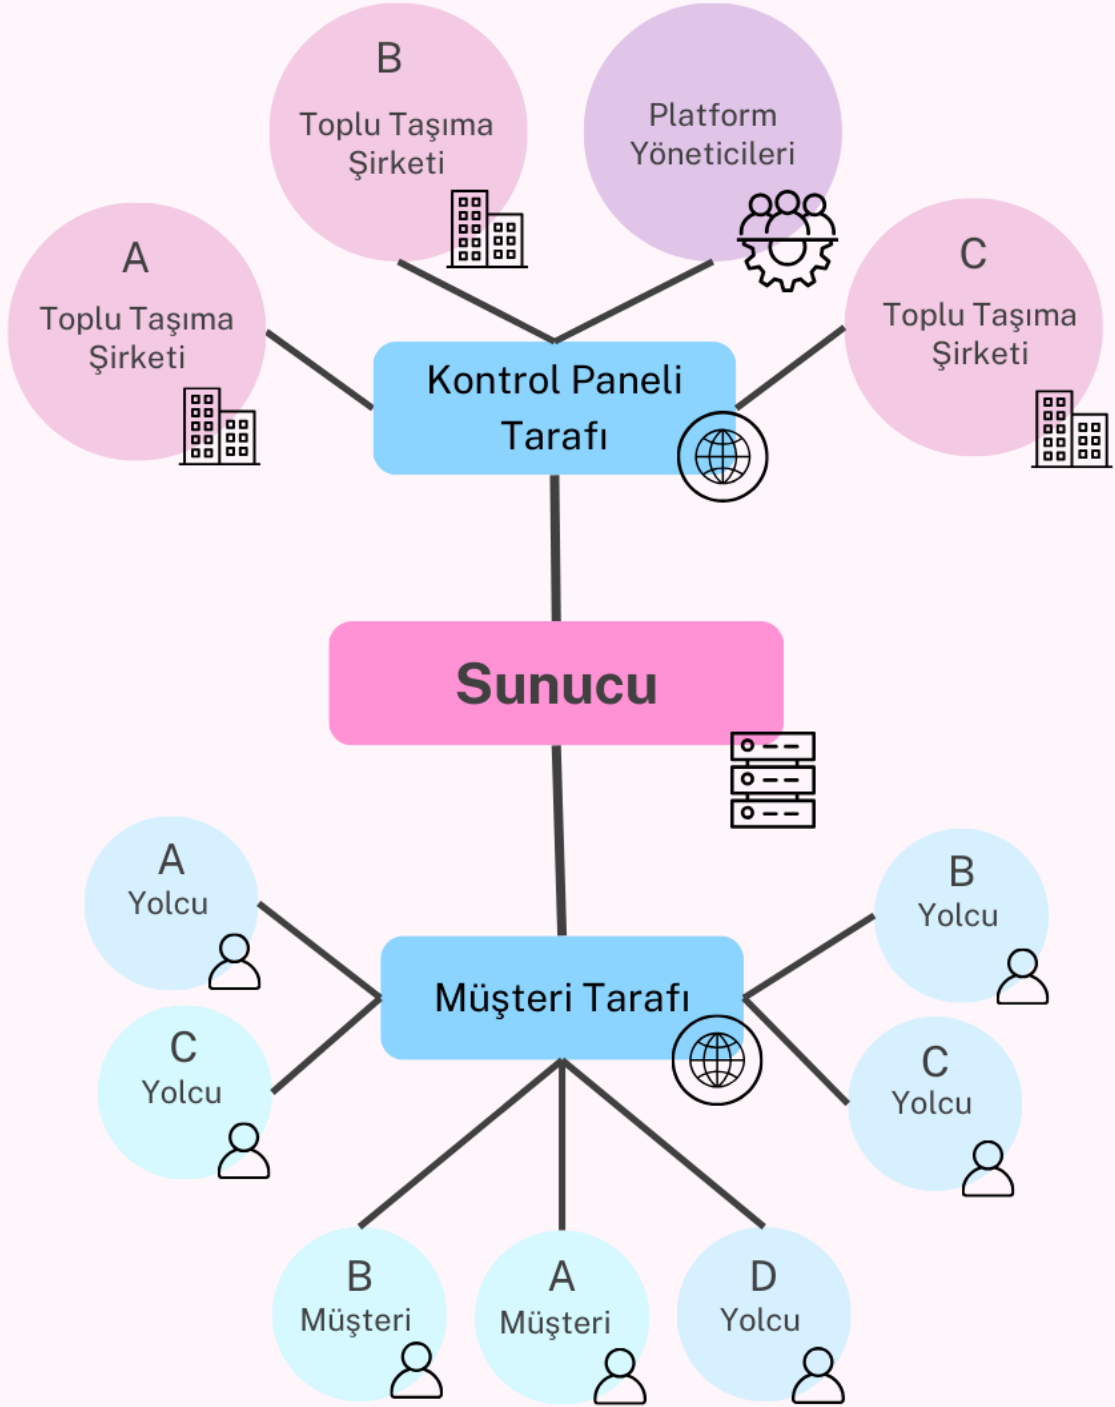 B
Toplu Taşıma
Şirketi
Platform
Yöneticileri
A
Toplu Taşıma
Şirketi
C
Toplu Taşıma
Şirketi
Kontrol Paneli
Tarafı
Sunucu
A
Yolcu
B
Yolcu
Müşteri Tarafı
C
Yolcu
C
Yolcu
B
Müşteri
A
Müşteri
D
Yolcu